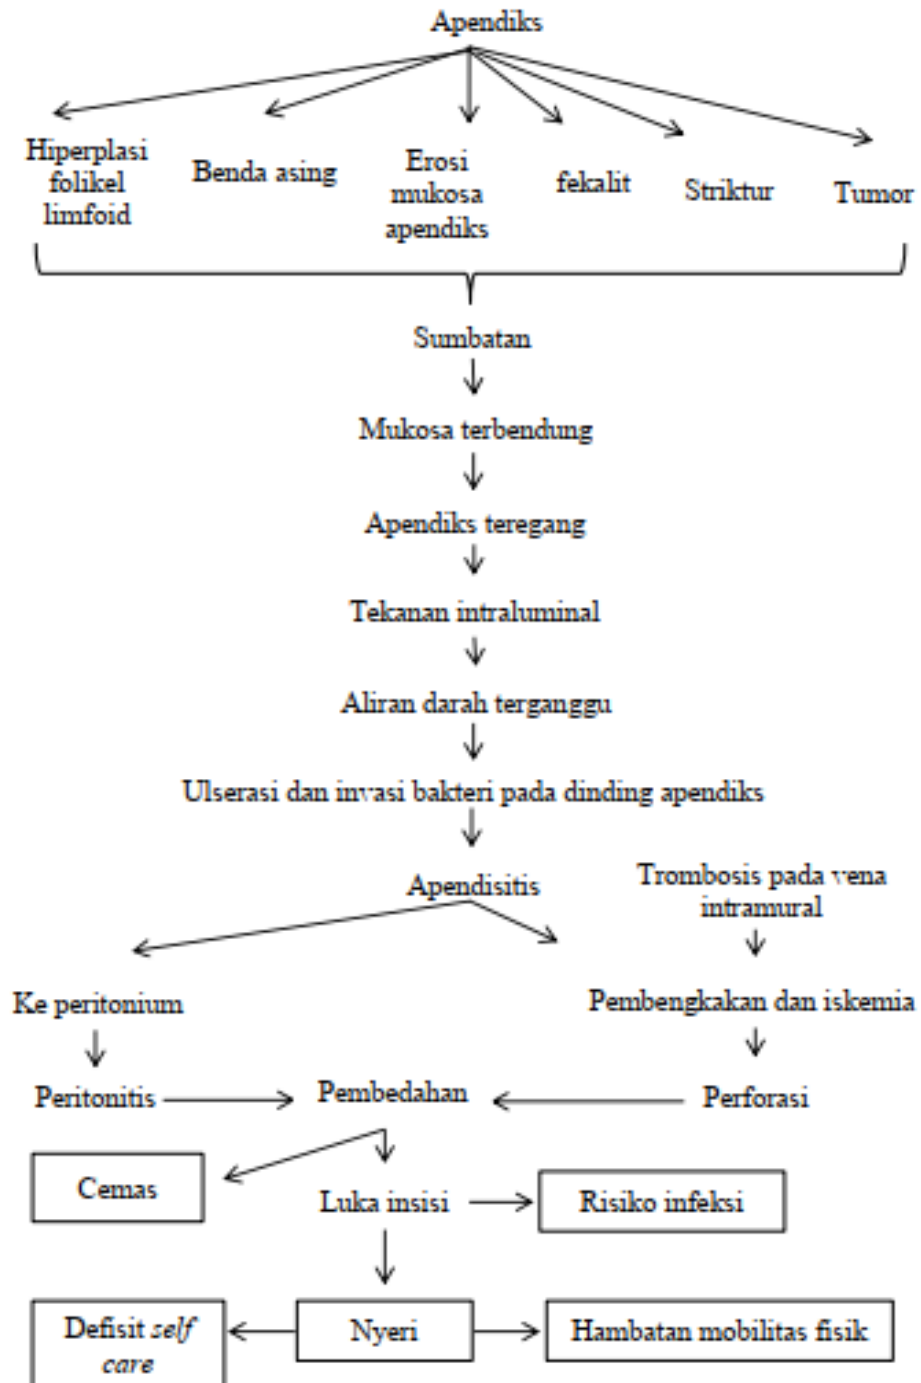 Apendiks
Hiperplasi
folikel
limfoid
Benda asing
Erosi
mukosa
apendiks
fekalit
Striktur
Tumor
Sumbatan
Mukosa terbendung
Apendiks teregang
Tekanan intraluminal
Aliran darah terganggu
Ulserasi dan invasi bakteri pada dinding apendiks
Apendisitis
Trombosis pada vena
intramural
Ke peritonium
Pembengkakan dan iskemia
Peritonitis
Pembedahan
Perforasi
Cemas
Luka insisi
Risiko infeksi
Defisit self
care
Nyeri
Hambatan mobilitas fisik